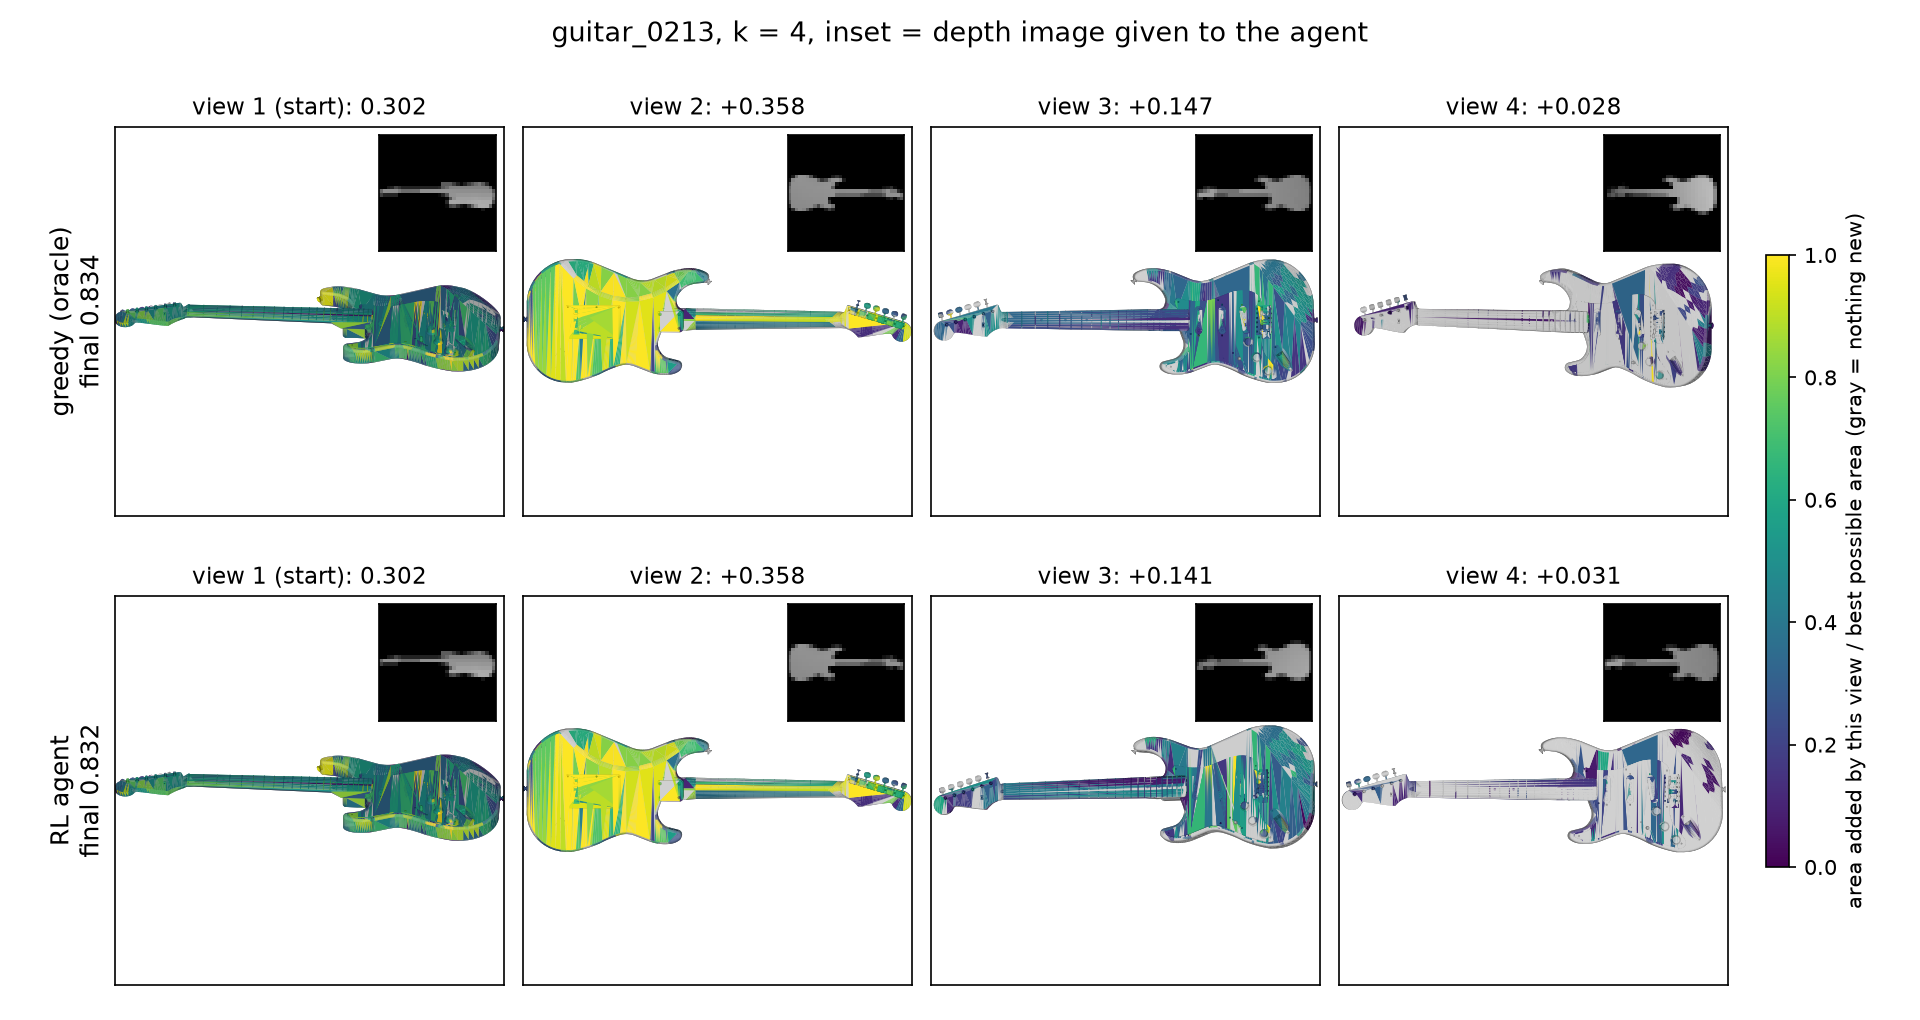 guitar_0213, k = 4, inset = depth image given to the agent
view 1 (start): 0.302
view 2: +0.358
view 3: +0.147
view 4: +0.028
greedy (oracle)
final 0.834
view 1 (start): 0.302
view 2: +0.358
view 3: +0.141
view 4: +0.031
RL agent
final 0.832
1.0
0.8
0.6
0.4
0.2
0.0
area added by this view / best possible area (gray = nothing new)